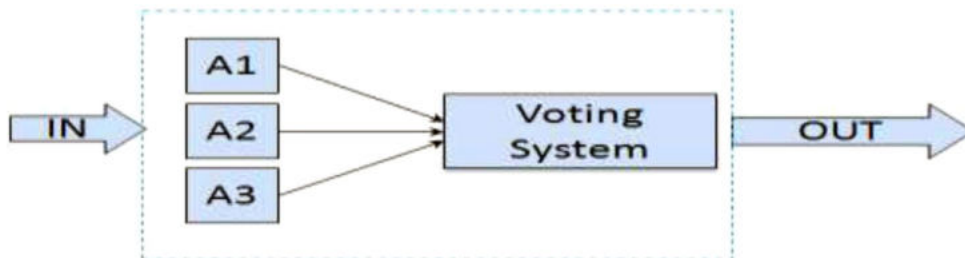 IN
A1
A2
A3
Voting
System
OUT